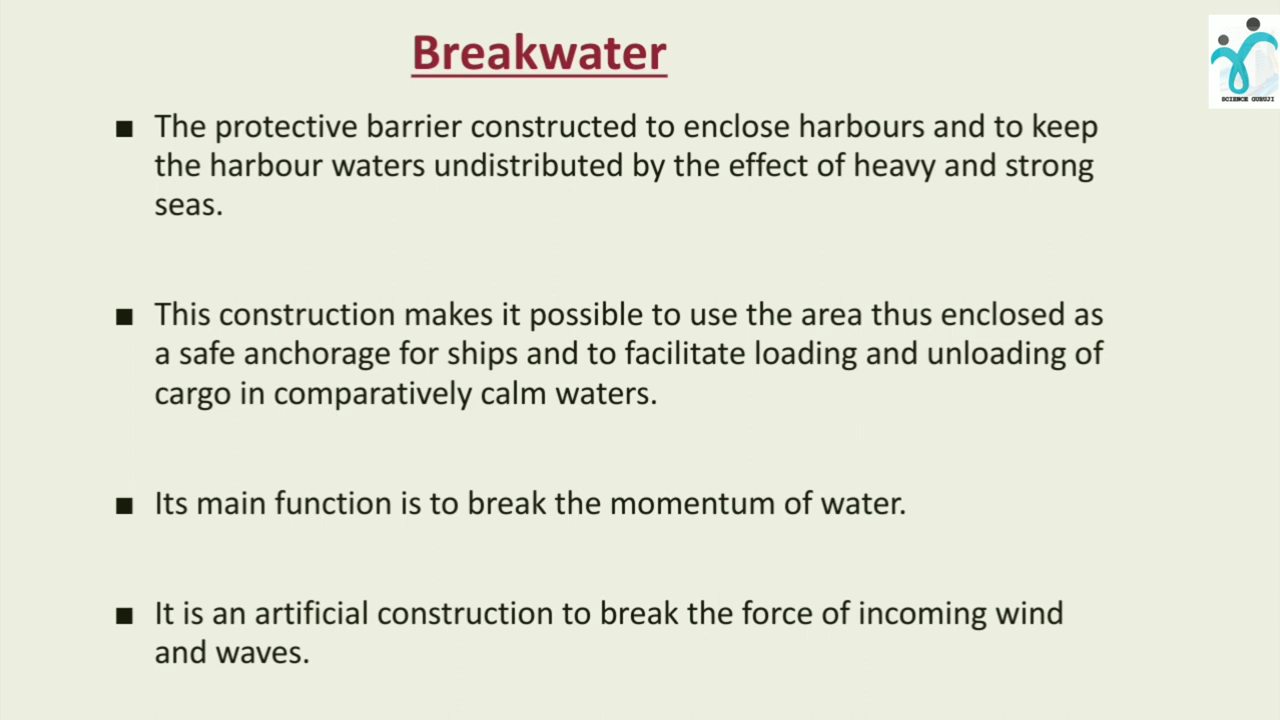 Breakwater
SCIENCE GURUJI
■ The protective barrier constructed to enclose harbours and to keep
the harbour waters undistributed by the effect of heavy and strong
seas.
■ This construction makes it possible to use the area thus enclosed as
a safe anchorage for ships and to facilitate loading and unloading of
cargo in comparatively calm waters.
■ Its main function is to break the momentum of water.
■ It is an artificial construction to break the force of incoming wind
and waves.